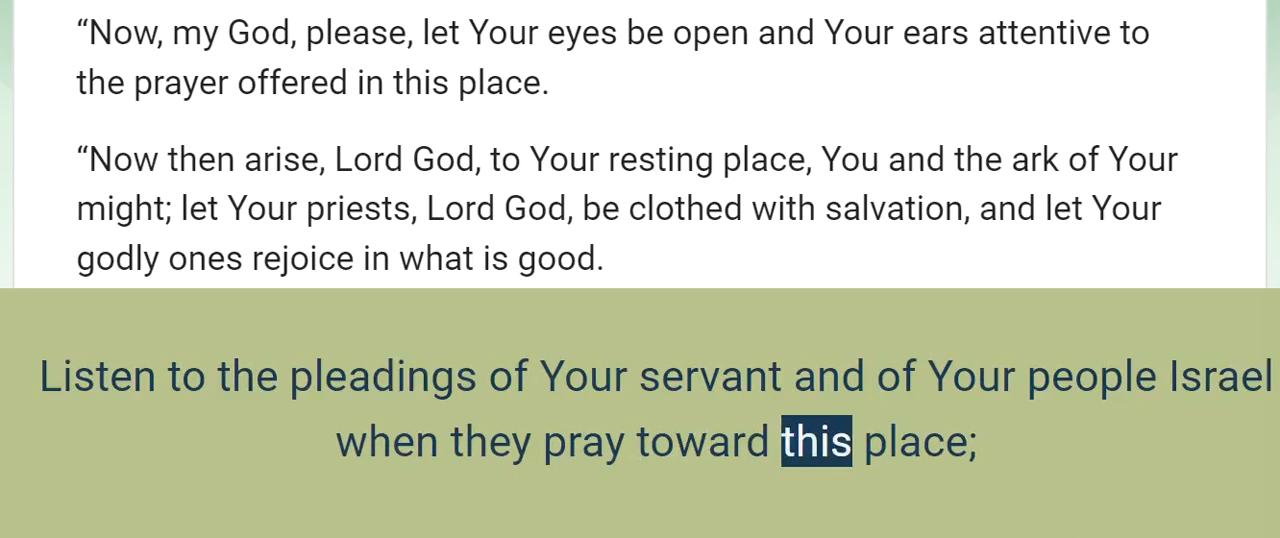 “Now, my God, please, let Your eyes be open and Your ears attentive to
the prayer offered in this place.
“Now then arise, Lord God, to Your resting place, You and the ark of Your
might; let Your priests, Lord God, be clothed with salvation, and let Your
godly ones rejoice in what is good.
Listen to the pleadings of Your servant and of Your people Israel
when they pray toward this place;